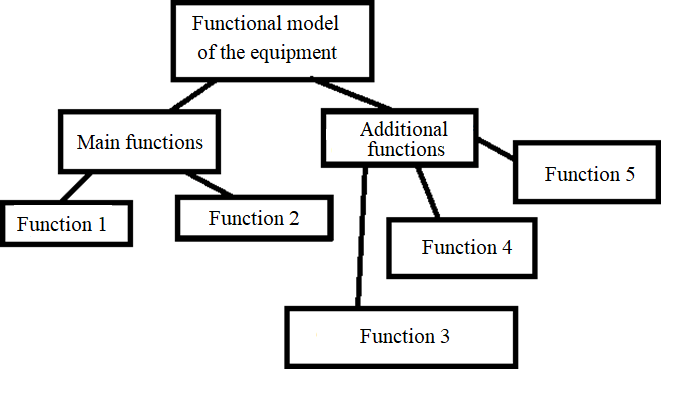 Functional model
of the equipment
Main functions
Additional
functions
Function 1
Function 2
Function 3
Function 4
Function 5